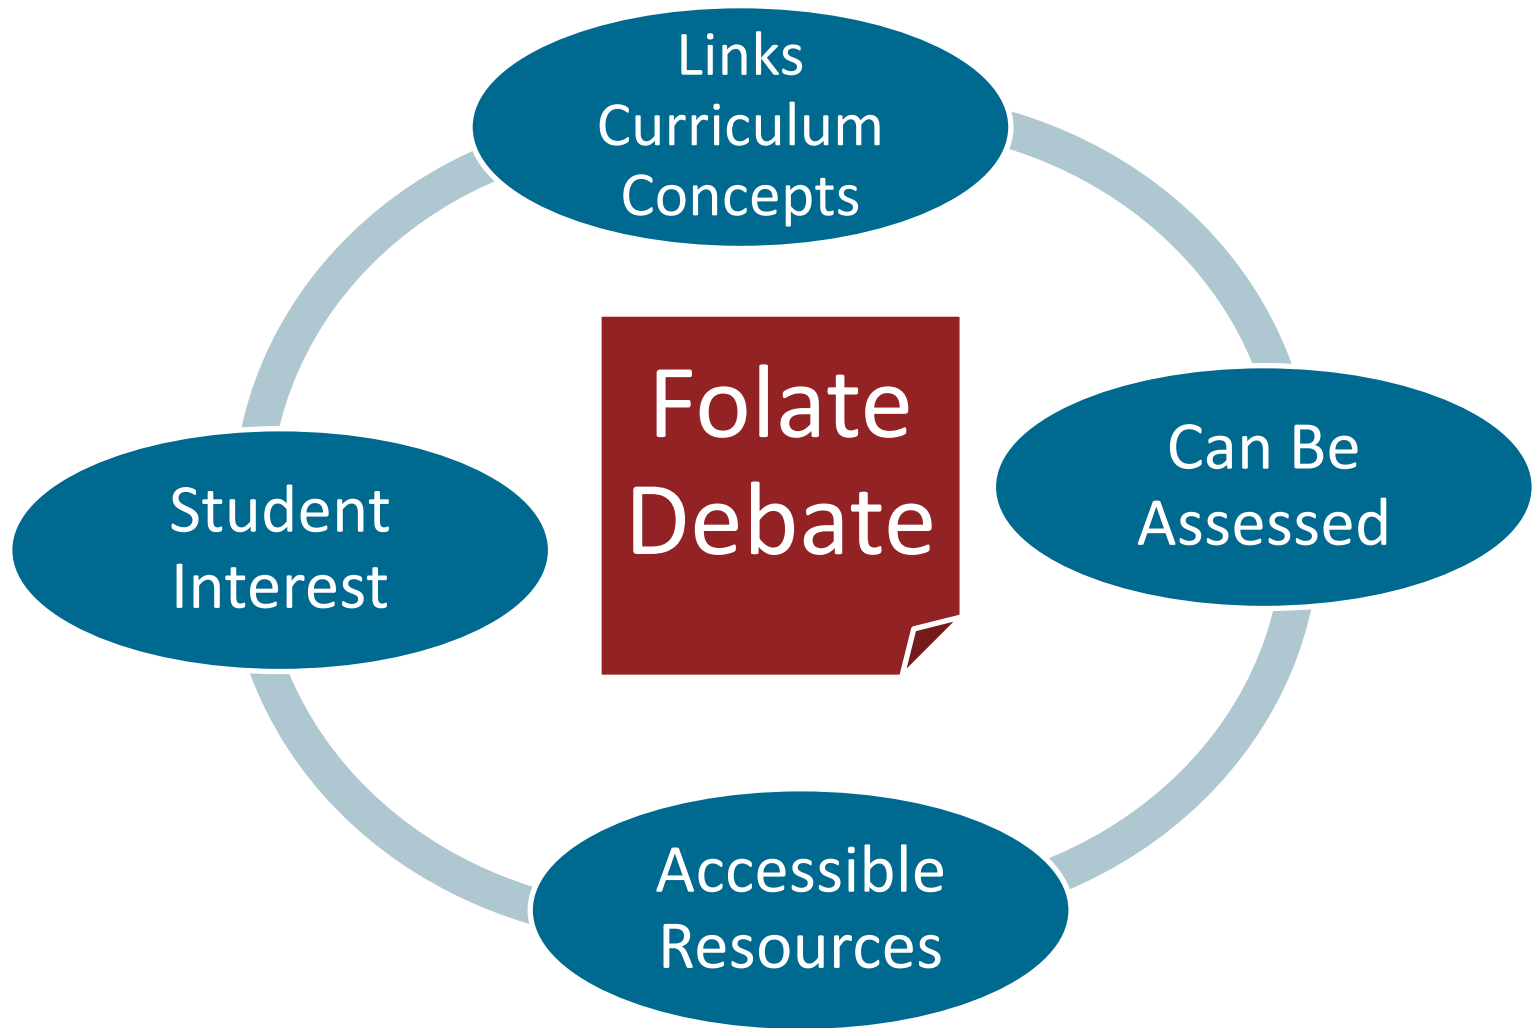 Links
Curriculum
Concepts
Folate
Debate
Can Be
Assessed
Student
Interest
Accessible
Resources